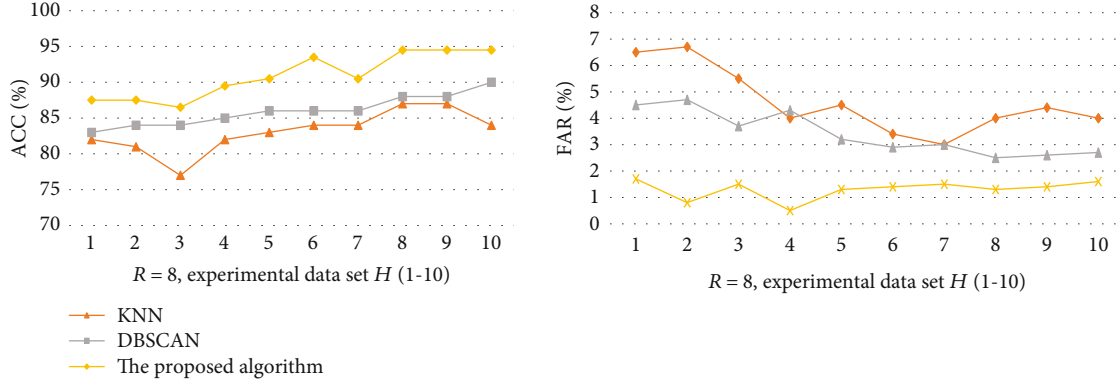 100
95
90
85
80
75
70
ACC (%)
1 2 3 4 5 6 7 8 9 10
R = 8, experimental data set H (1-10)
KNN
DBSCAN
The proposed algorithm
8
7
6
5
4
3
2
1
0
FAR (%)
1 2 3 4 5 6 7 8 9 10
R = 8, experimental data set H (1-10)